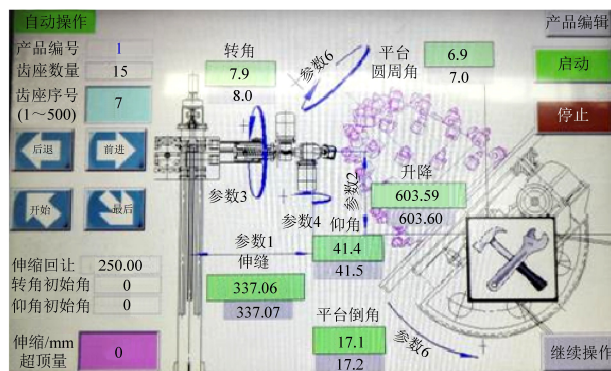 自动操作
产品编辑
产品编号 1
齿座数量 15
齿座序号
(1～500)
7
后退
前进
开始
最后
转角
7.9
8.0
参数6
平台
圆周角
6.9
7.0
启动
停止
升降
603.59
603.60
参数2
参数3
参数4
仰角
41.4
41.5
参数1
伸缝
337.06
337.07
伸缩回让 250.00
转角初始角 0
仰角初始角 0
伸缩/mm
超顶量
0
平台倒角
17.1
17.2
参数6
继续操作